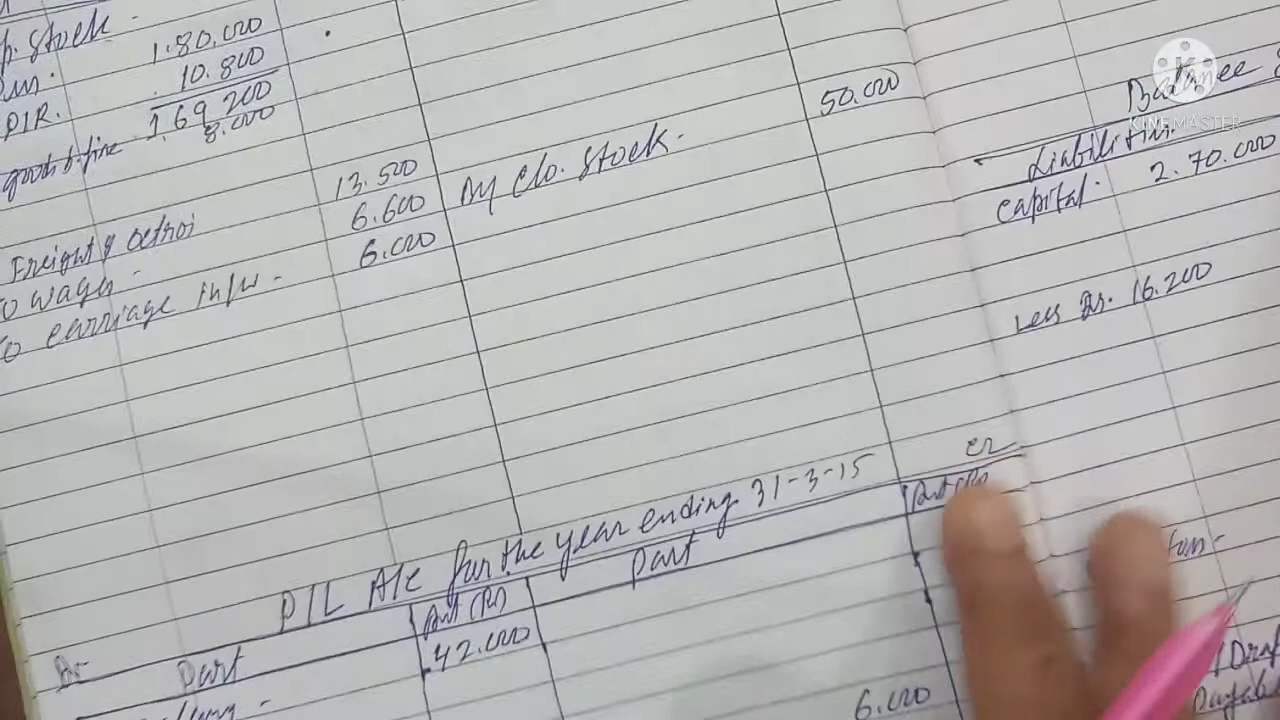 p. Stock
1.80.000
10.800
P/R.
1.69 200
goods b. fire 8.000
Freight & octroi 13.500
To wages 6.600
To carriage in/w. 6.000
By Clo. Stock. 50.000
P/L A/c for the year ending 31-3-15
Dr
Cr
Part
Amt (Rs)
Part
Amt (Rs)
42.000
6.000
KINEMASTER
Liabilities.
Capital. 2.70.000
Less Dr. 16.200